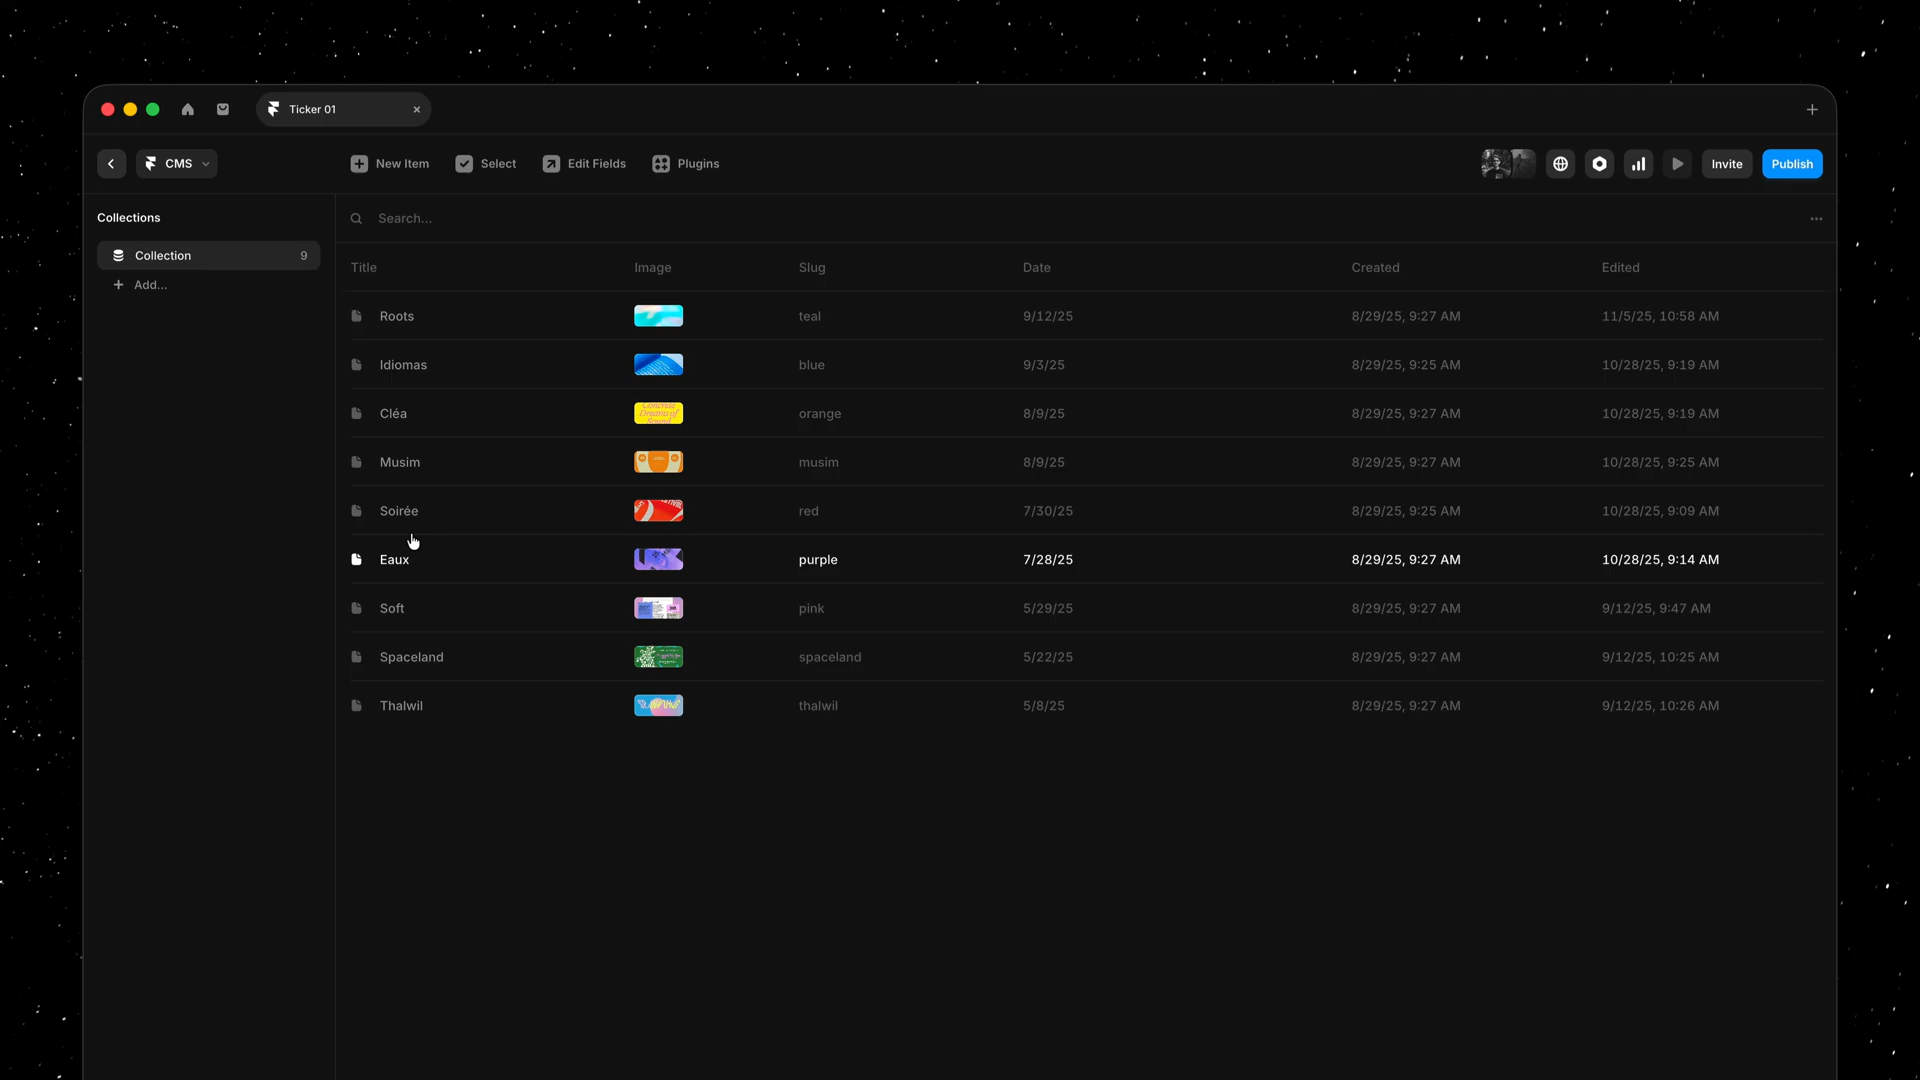 Ticker 01
CMS
New Item
Select
Edit Fields
Plugins
Invite
Publish
Collections
Search...
Collection 9
Add...
Title Image Slug Date Created Edited
Roots teal 9/12/25 8/29/25, 9:27 AM 11/5/25, 10:58 AM
Idiomas blue 9/3/25 8/29/25, 9:25 AM 10/28/25, 9:19 AM
Cléa Concrete Dreams of Sound orange 8/9/25 8/29/25, 9:27 AM 10/28/25, 9:19 AM
Musim musim 8/9/25 8/29/25, 9:27 AM 10/28/25, 9:25 AM
Soirée red 7/30/25 8/29/25, 9:25 AM 10/28/25, 9:09 AM
Eaux purple 7/28/25 8/29/25, 9:27 AM 10/28/25, 9:14 AM
Soft pink 5/29/25 8/29/25, 9:27 AM 9/12/25, 9:47 AM
Spaceland spaceland 5/22/25 8/29/25, 9:27 AM 9/12/25, 10:25 AM
Thalwil thalwil 5/8/25 8/29/25, 9:27 AM 9/12/25, 10:26 AM